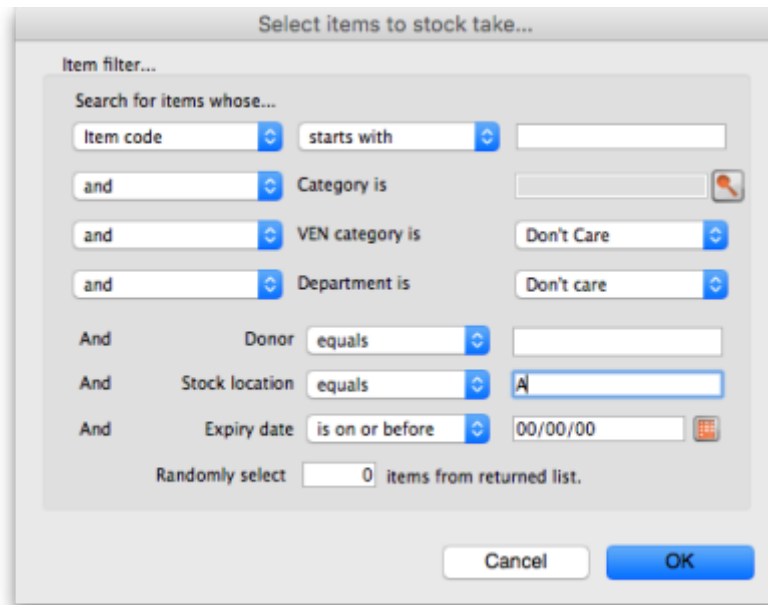 Select items to stock take...
Item filter...
Search for items whose...
Item code starts with
and Category is
and VEN category is Don't Care
and Department is Don't care
And Donor equals
And Stock location equals A
And Expiry date is on or before 00/00/00
Randomly select 0 items from returned list.
Cancel OK